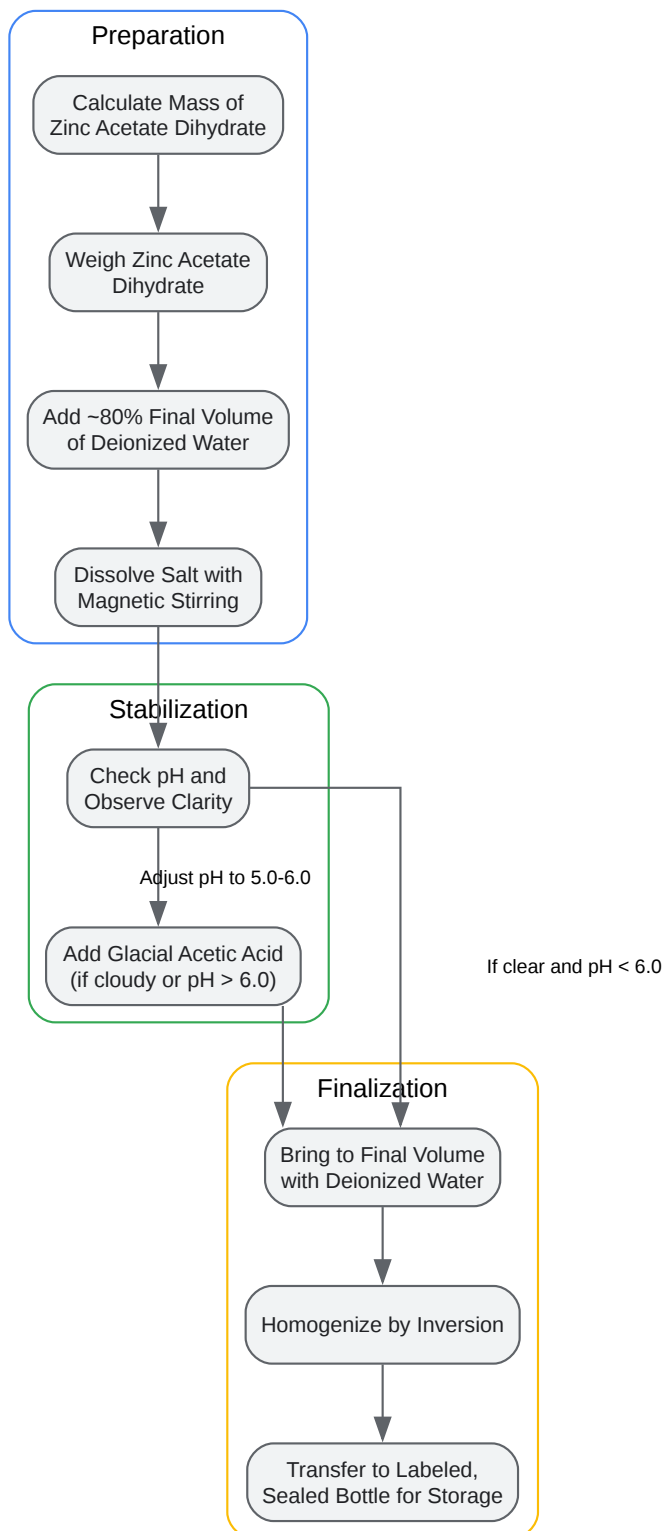 Preparation
Calculate Mass of
Zinc Acetate Dihydrate
Weigh Zinc Acetate
Dihydrate
Add ~80% Final Volume
of Deionized Water
Dissolve Salt with
Magnetic Stirring
Stabilization
Check pH and
Observe Clarity
Adjust pH to 5.0-6.0
Add Glacial Acetic Acid
(if cloudy or pH > 6.0)
If clear and pH < 6.0
Finalization
Bring to Final Volume
with Deionized Water
Homogenize by Inversion
Transfer to Labeled,
Sealed Bottle for Storage